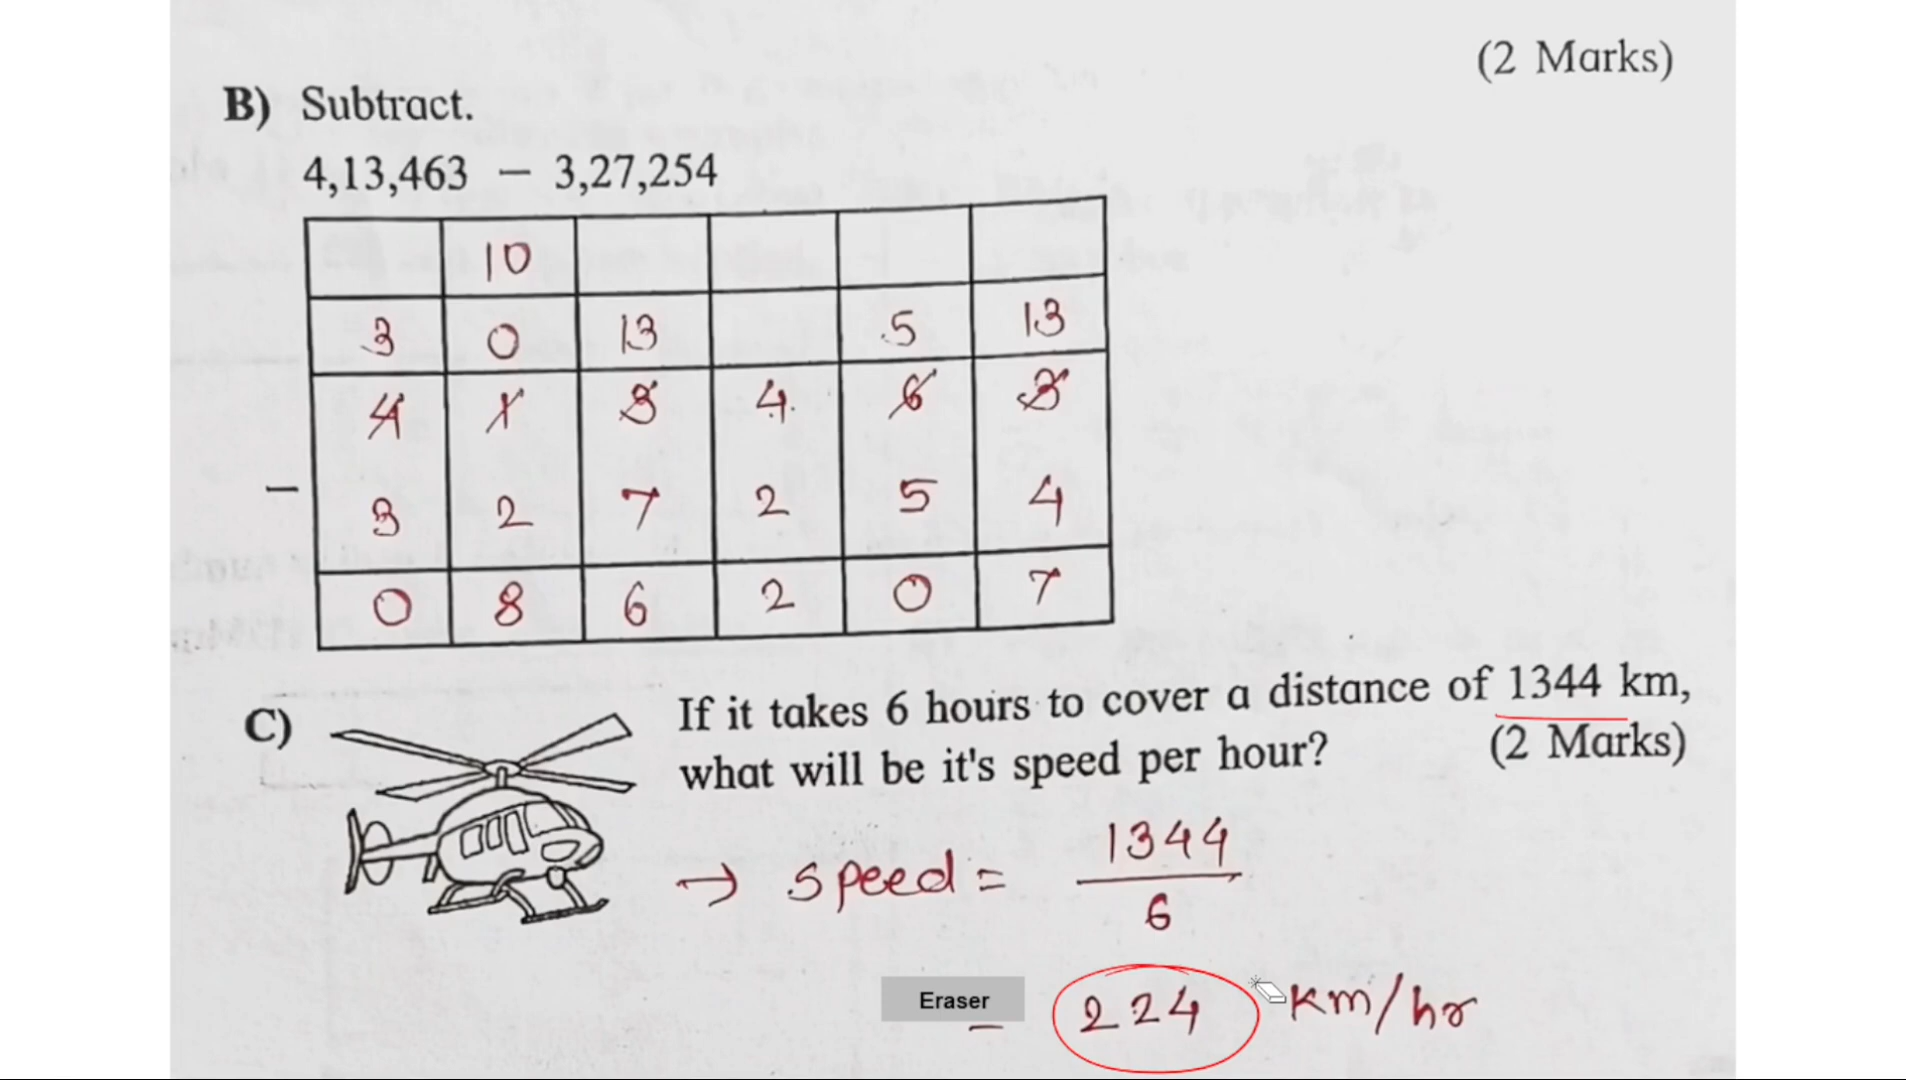 (2 Marks)
B) Subtract.
4,13,463 – 3,27,254
10
3 0 13 5 13
4 1 3 4 6 3
– 3 2 7 2 5 4
0 8 6 2 0 7
C) If it takes 6 hours to cover a distance of 1344 km,
what will be it's speed per hour? (2 Marks)
→ speed = 1344
6
Eraser
= 224 km/hr